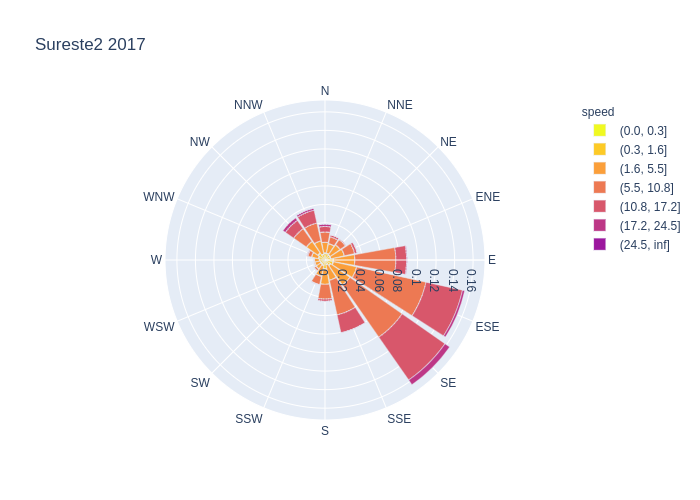 Sureste2 2017
N
NNE
NE
ENE
E
ESE
SE
SSE
S
SSW
SW
WSW
W
WNW
NW
NNW
0
0.02
0.04
0.06
0.08
0.1
0.12
0.14
0.16
speed
(0.0, 0.3]
(0.3, 1.6]
(1.6, 5.5]
(5.5, 10.8]
(10.8, 17.2]
(17.2, 24.5]
(24.5, inf]